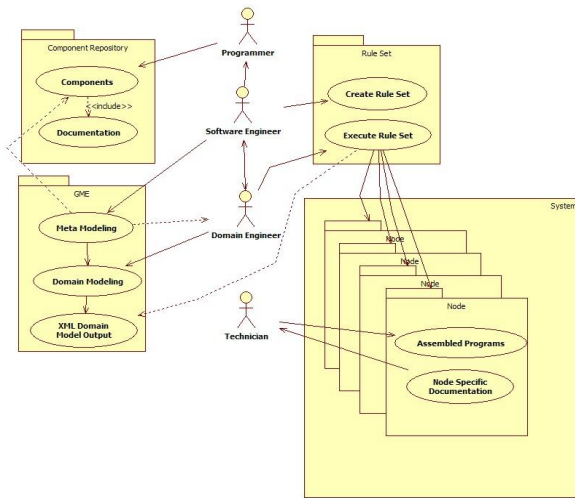 Component Repository
Programmer
Rule Set
Components
<<include>>
Documentation
Create Rule Set
Software Engineer
Execute Rule Set
GME
System
Meta Modeling
Domain Engineer
Node
Domain Modeling
Node
Node
Node
XML Domain
Model Output
Technician
Assembled Programs
Node Specific
Documentation